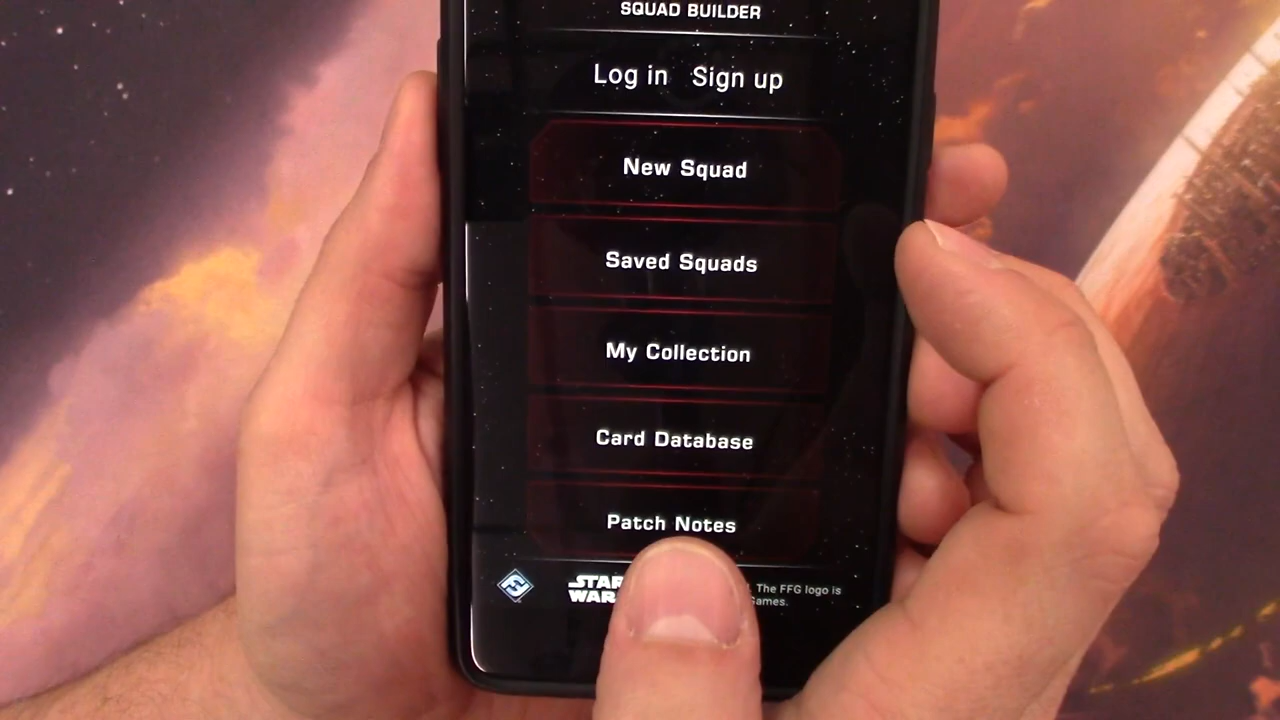 SQUAD BUILDER
Log in Sign up
New Squad
Saved Squads
My Collection
Card Database
Patch Notes
STAR The FFG logo is
WAR